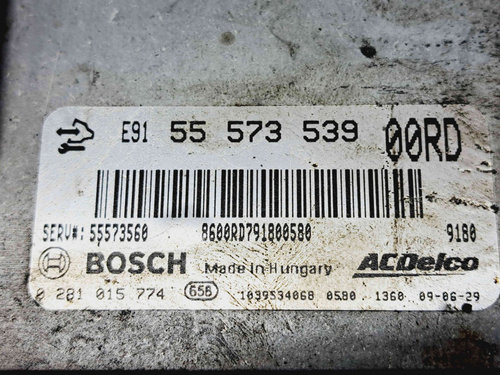 E91 55 573 539 00RD
SERV#: 55573560 8600RD791800580 9180
BOSCH Made in Hungary ACDelco
0 281 015 774 656 1039S34068 0580 1360 09-06-29